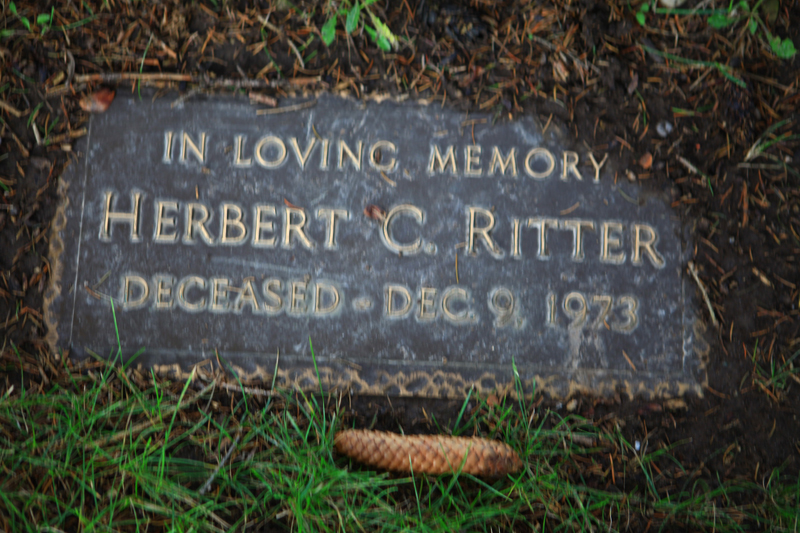 IN LOVING MEMORY
HERBERT C. RITTER
DECEASED - DEC. 9, 1973